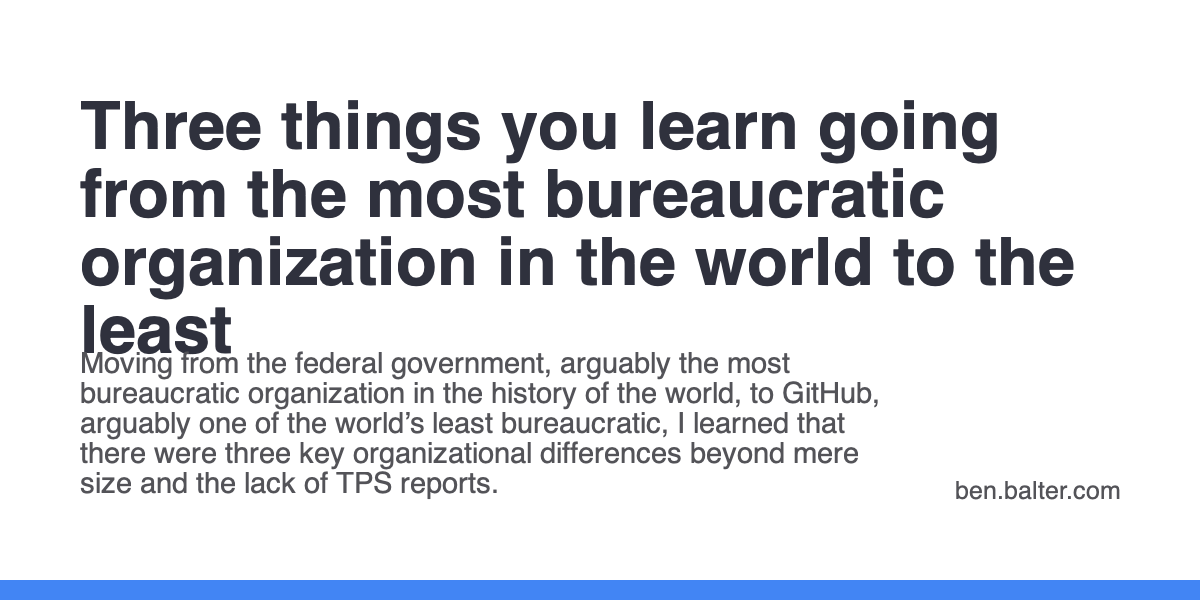 Three things you learn going
from the most bureaucratic
organization in the world to the
least
Moving from the federal government, arguably the most
bureaucratic organization in the history of the world, to GitHub,
arguably one of the world’s least bureaucratic, I learned that
there were three key organizational differences beyond mere
size and the lack of TPS reports.
ben.balter.com